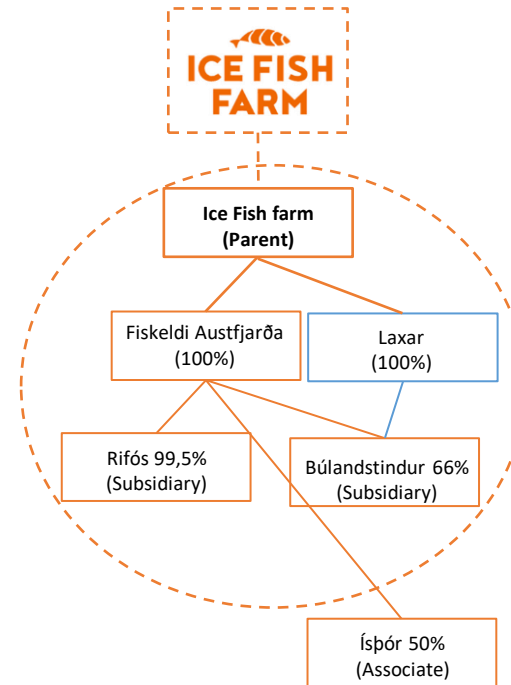 ICE FISH
FARM
Ice Fish farm
(Parent)
Fiskeldi Austfjarða
(100%)
Laxar
(100%)
Rifós 99,5%
(Subsidiary)
Búlandstindur 66%
(Subsidiary)
Ísþór 50%
(Associate)